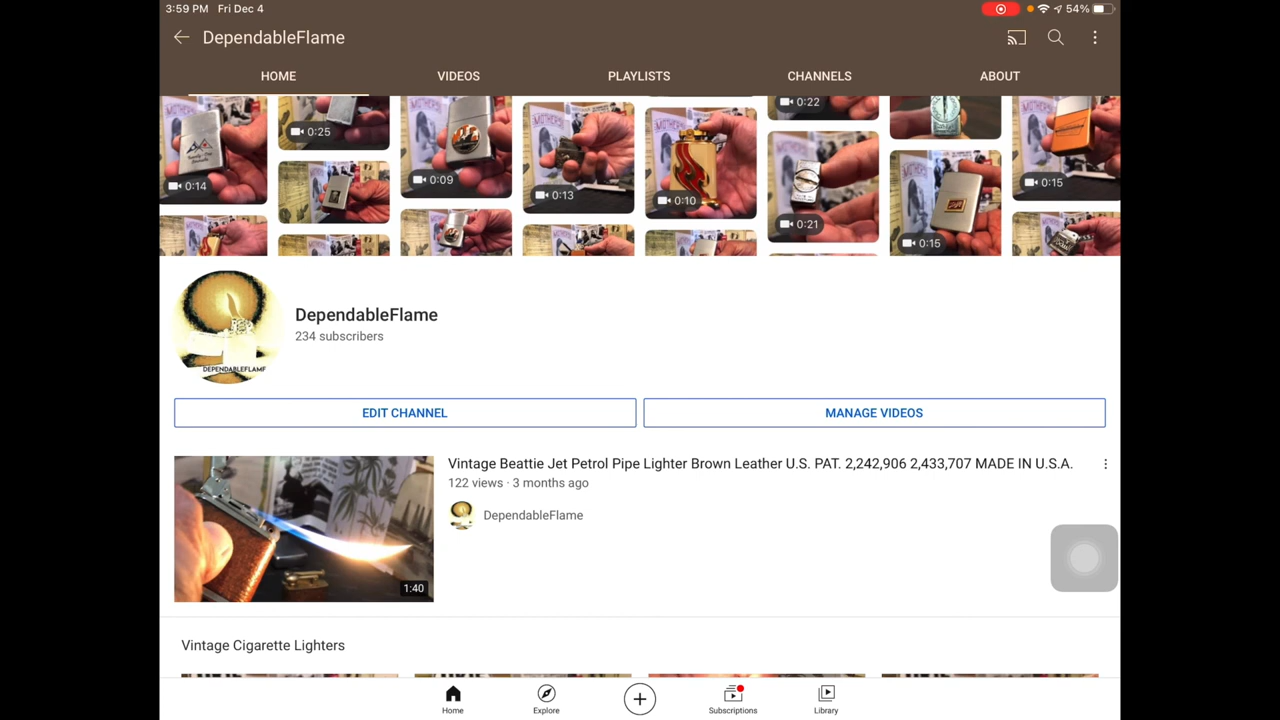 3:59 PM Fri Dec 4
54%
DependableFlame
HOME VIDEOS PLAYLISTS CHANNELS ABOUT
0:22
0:25
0:09
0:14
0:13
0:10
0:21
0:15
0:15
DependableFlame
234 subscribers
DEPENDABLEFLAME
EDIT CHANNEL MANAGE VIDEOS
Vintage Beattie Jet Petrol Pipe Lighter Brown Leather U.S. PAT. 2,242,906 2,433,707 MADE IN U.S.A.
122 views · 3 months ago
DependableFlame
1:40
Vintage Cigarette Lighters
Home Explore Subscriptions Library